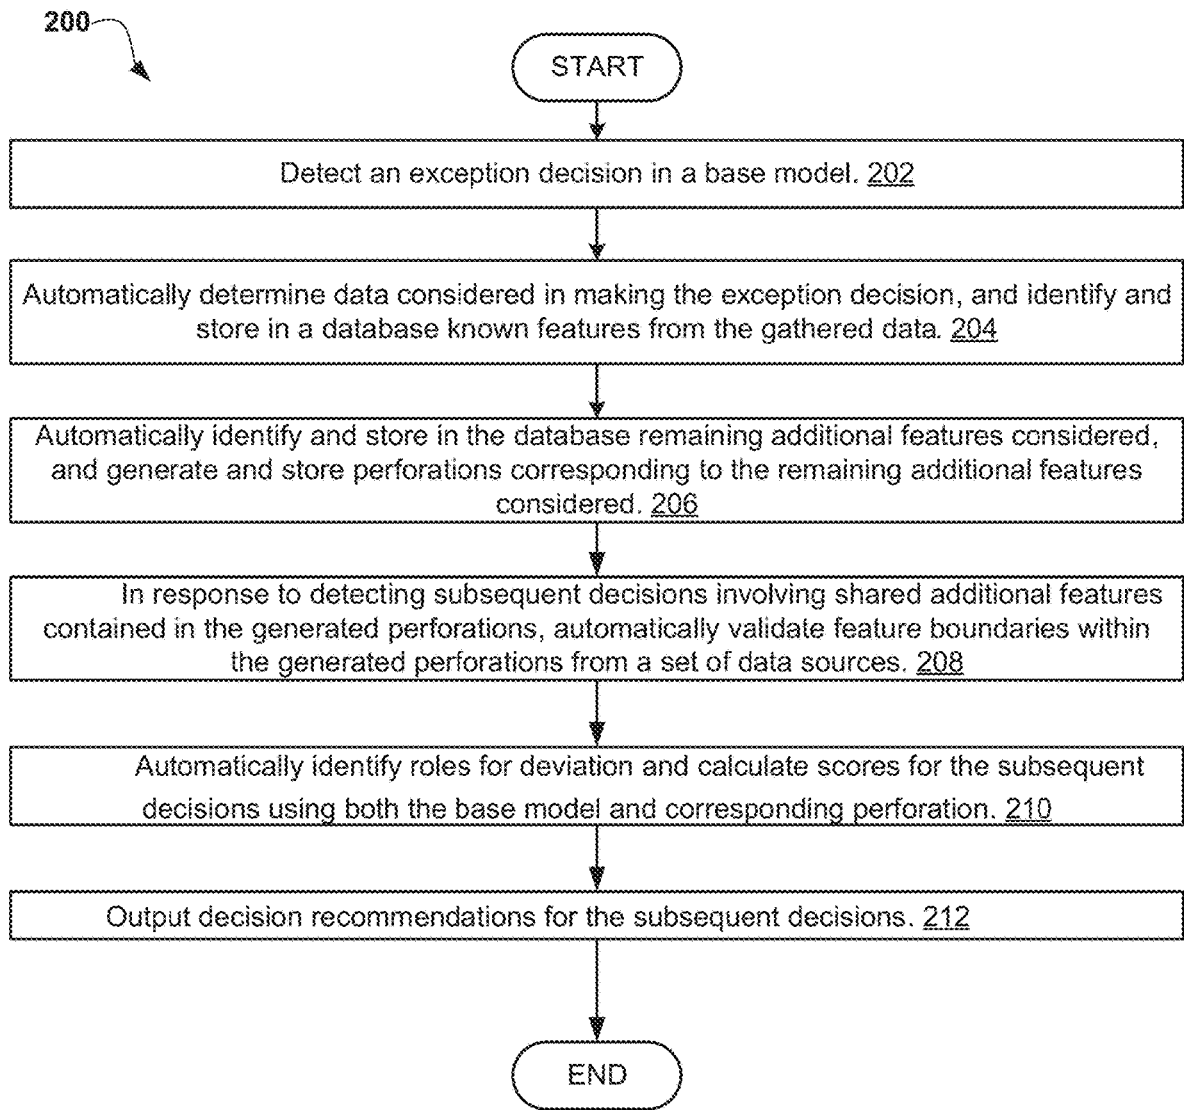 200
START
Detect an exception decision in a base model. 202
Automatically determine data considered in making the exception decision, and identify and
store in a database known features from the gathered data. 204
Automatically identify and store in the database remaining additional features considered,
and generate and store perforations corresponding to the remaining additional features
considered. 206
In response to detecting subsequent decisions involving shared additional features
contained in the generated perforations, automatically validate feature boundaries within
the generated perforations from a set of data sources. 208
Automatically identify roles for deviation and calculate scores for the subsequent
decisions using both the base model and corresponding perforation. 210
Output decision recommendations for the subsequent decisions. 212
END